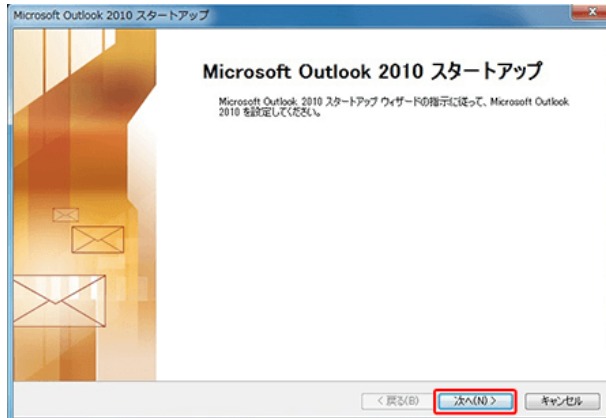 Microsoft Outlook 2010 スタートアップ
Microsoft Outlook 2010 スタートアップ
Microsoft Outlook 2010 スタートアップ ウィザードの指示に従って、Microsoft Outlook
2010 を設定してください。
< 戻る(B)
次へ(N) >
キャンセル